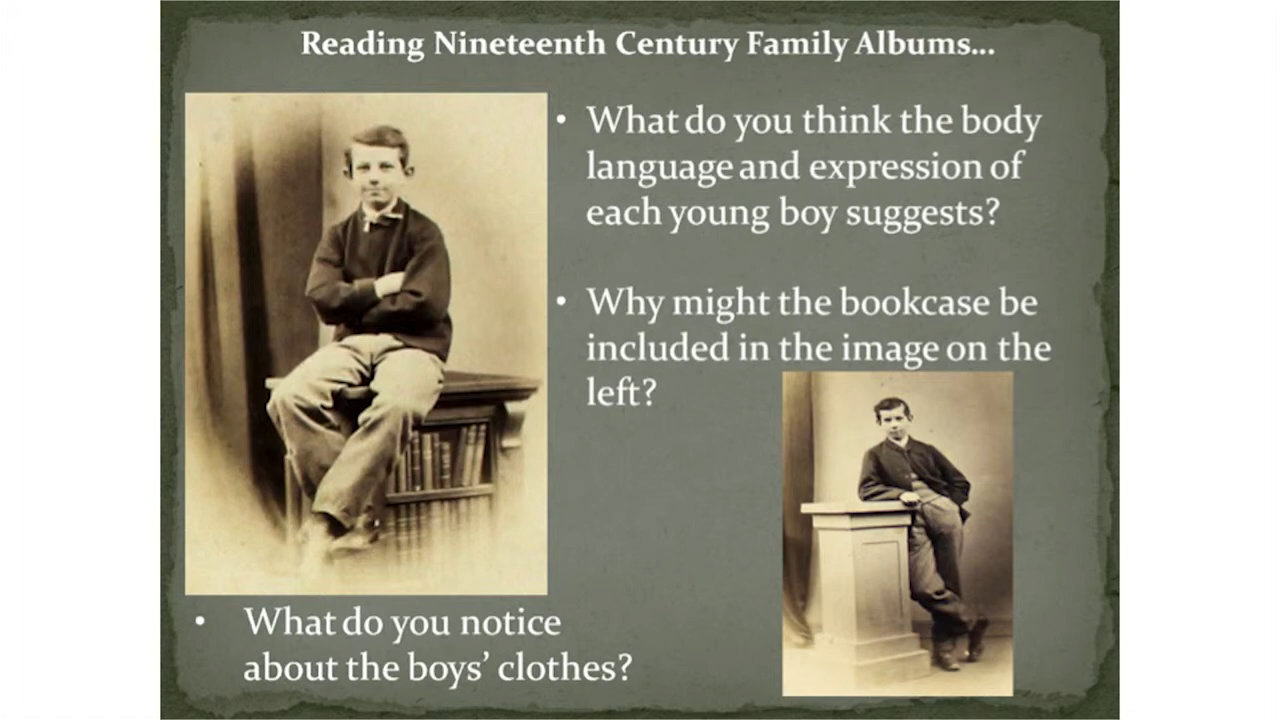 Reading Nineteenth Century Family Albums...
• What do you think the body
language and expression of
each young boy suggests?
• Why might the bookcase be
included in the image on the
left?
• What do you notice
about the boys’ clothes?